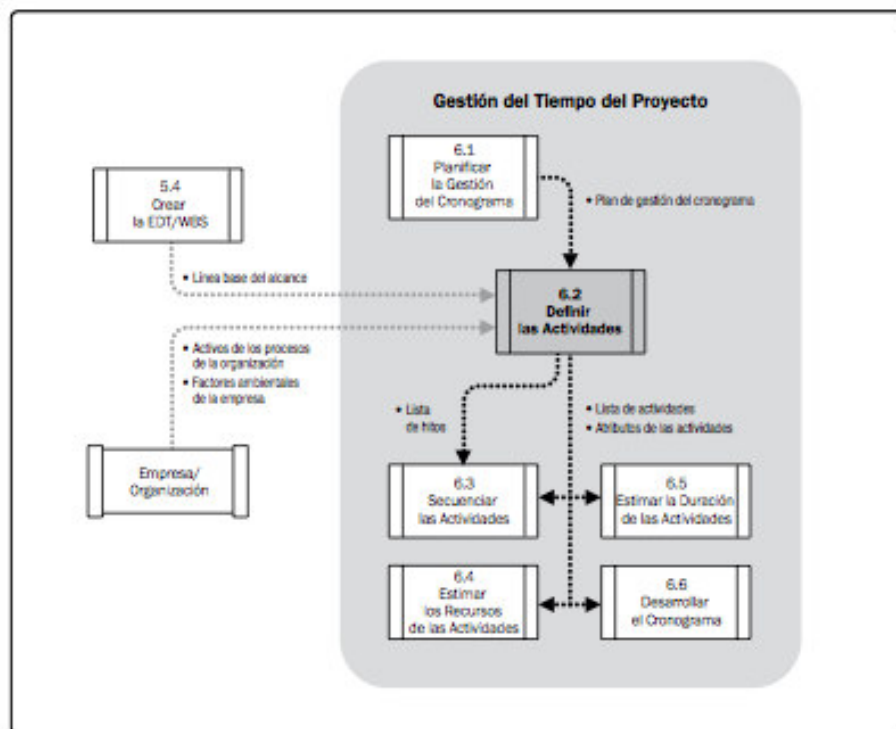 Gestión del Tiempo del Proyecto
6.1
Planificar
la Gestión
del Cronograma
5.4
Crear
la EDT/WBS
• Plan de gestión del cronograma
• Línea base del alcance
6.2
Definir
las Actividades
• Activos de los procesos
de la organización
• Factores ambientales
de la empresa
• Lista
de hitos
• Lista de actividades
• Atributos de las actividades
Empresa/
Organización
6.3
Secuenciar
las Actividades
6.5
Estimar la Duración
de las Actividades
6.4
Estimar
los Recursos
de las Actividades
6.6
Desarrollar
el Cronograma